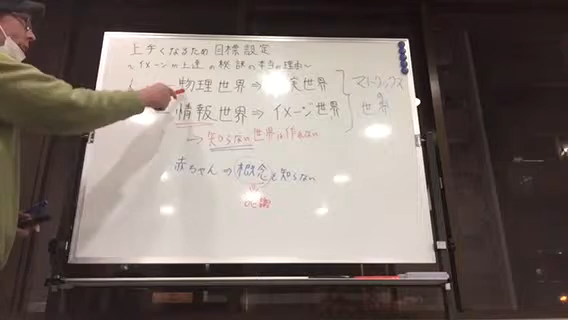 上手くなるため目標設定
～イメージの上達の秘訣の本当の理由～
物理世界⇒ 世界
情報世界⇒イメージ世界
マトリックスの世界
→知らない世界は作れない
赤ちゃんの概念を知らない